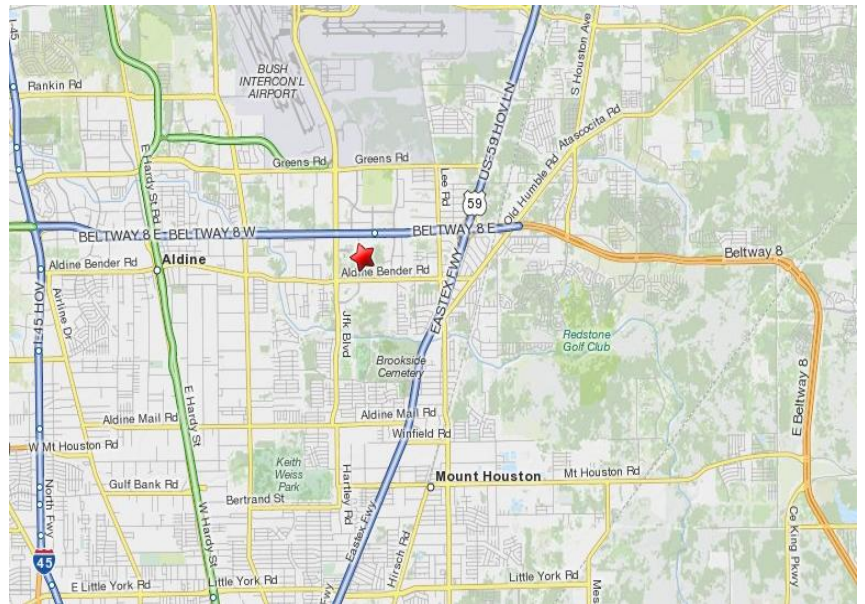 I-45
Rankin Rd
BUSH
INTERCON'L
AIRPORT
US-59 HOV LN
S Houston Ave
Atascocita Rd
E Hardy St Rd
Greens Rd
Greens Rd
Lee Rd
Old Humble Rd
59
BELTWAY 8 E-BELTWAY 8 W
BELTWAY 8 E
Beltway 8
Aldine Bender Rd
Aldine
Aldine Bender Rd
EASTEX FWY
I-45 HOV
Airline Dr
Jfk Blvd
Redstone
Golf Club
Brookside
Cemetery
E Beltway 8
E Hardy St
Aldine Mail Rd
Aldine Mail Rd
Winfield Rd
W Mt Houston Rd
Keith
Weiss
Park
Mount Houston
Mt Houston Rd
Gulf Bank Rd
Hartley Rd
Bertrand St
North Fwy
W Hardy St
Eastex Fwy
Hirsch Rd
Ce King Pkwy
45
E Little York Rd
Little York Rd
Fwy
Little York Rd
Mes